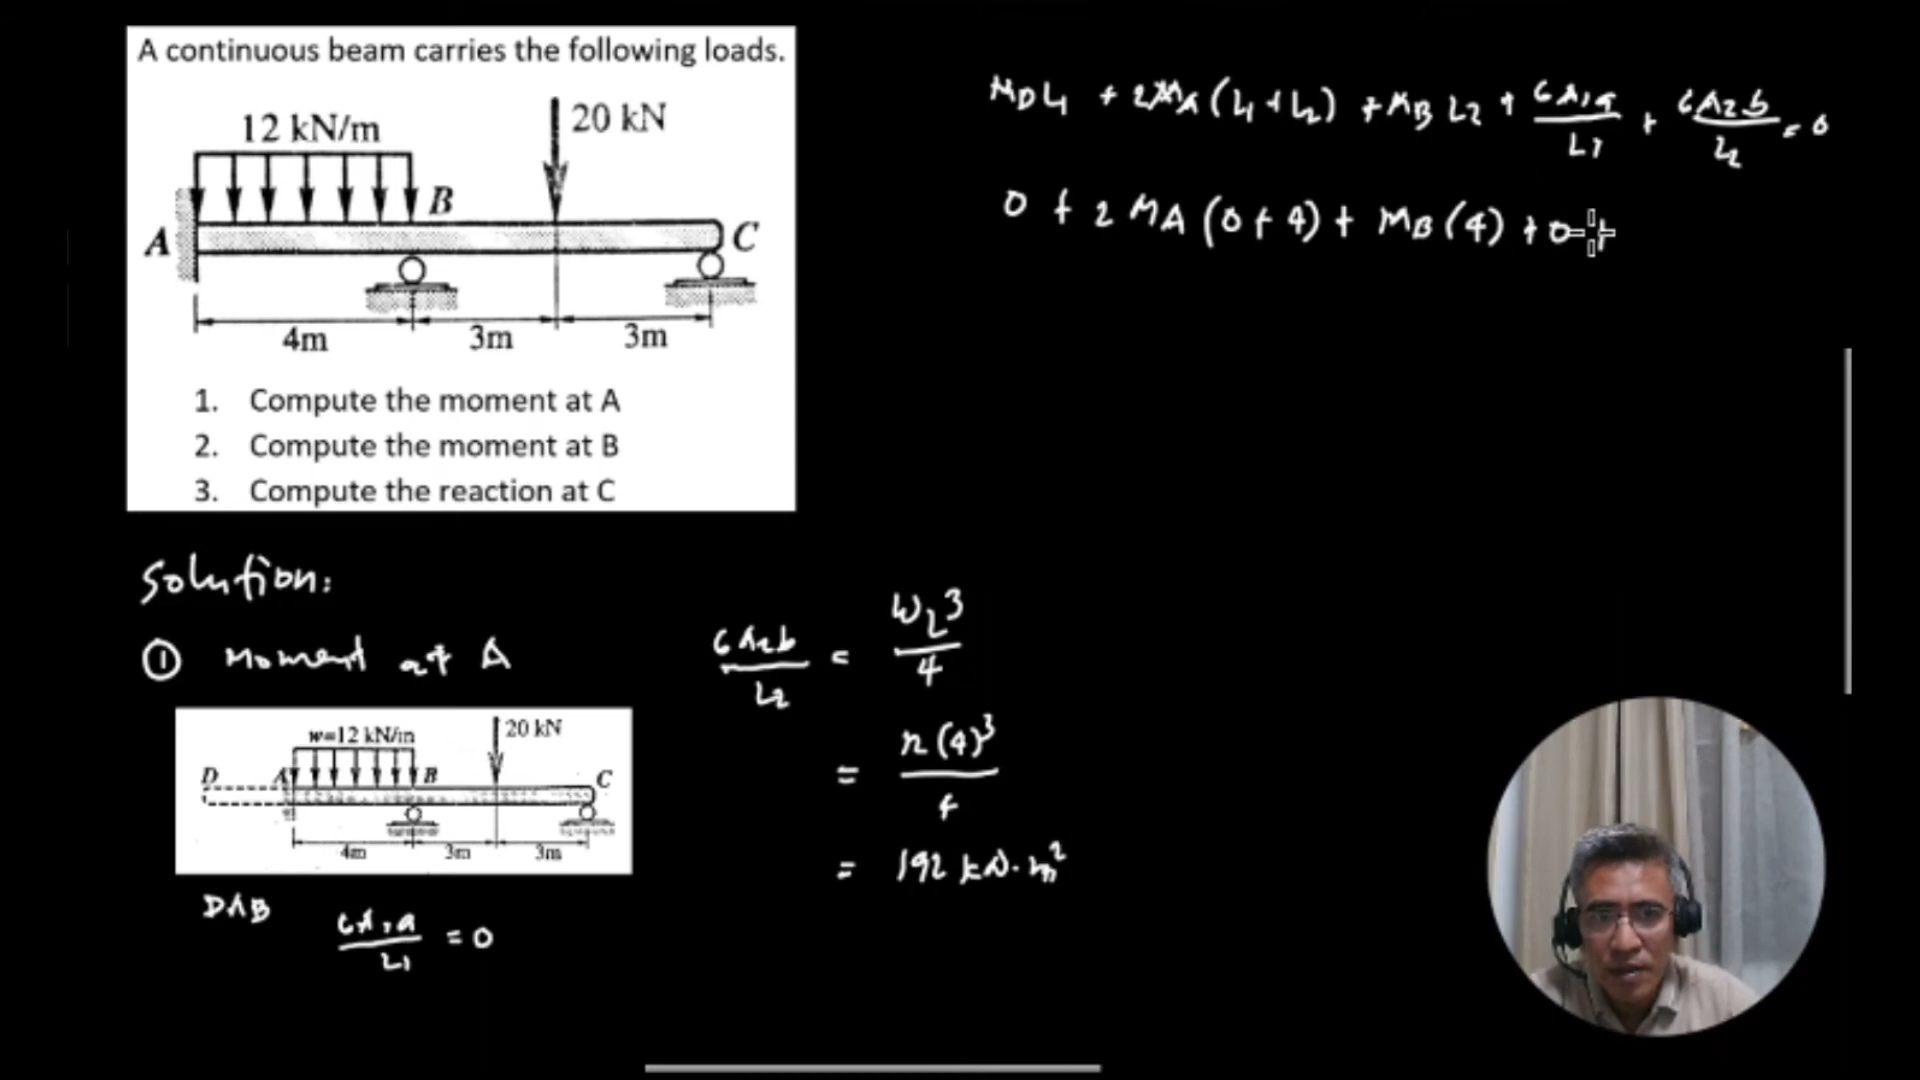 A continuous beam carries the following loads.
12 kN/m
20 kN
A
B
C
4m 3m 3m
1. Compute the moment at A
2. Compute the moment at B
3. Compute the reaction at C
Solution:
① Moment at A
w=12 kN/m
20 kN
D A B C
4m 3m 3m
DAB
6A1a/L1 = 0
6A2b/L2 = WL³/4
= 12(4)³/4
= 192 kN·m²
MDL1 + 2MA(L1+L2) + MBL2 + 6A1a/L1 + 6A2b/L2 = 0
0 + 2MA(0+4) + MB(4) + 0 +